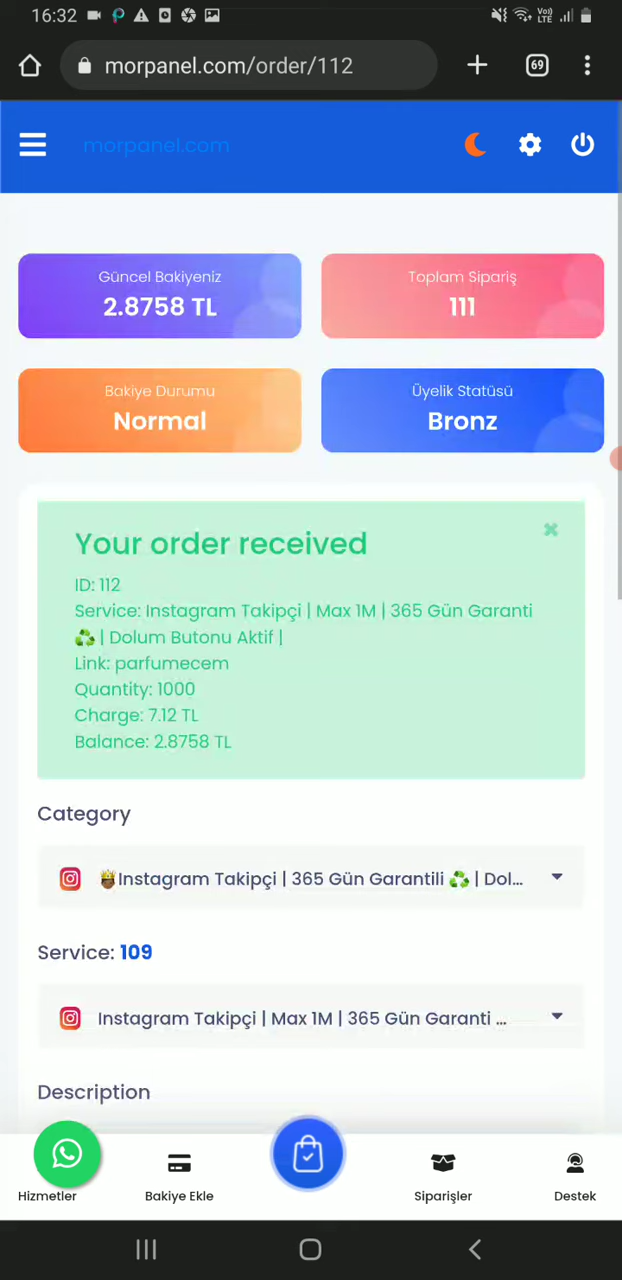 16:32
Vo)
LTE
morpanel.com/order/112
69
morpanel.com
Güncel Bakiyeniz
2.8758 TL
Toplam Sipariş
111
Bakiye Durumu
Normal
Üyelik Statüsü
Bronz
Your order received
ID: 112
Service: Instagram Takipçi | Max 1M | 365 Gün Garanti
♻️ | Dolum Butonu Aktif |
Link: parfumecem
Quantity: 1000
Charge: 7.12 TL
Balance: 2.8758 TL
Category
🤴🏾Instagram Takipçi | 365 Gün Garantili ♻️ | Dol...
Service: 109
Instagram Takipçi | Max 1M | 365 Gün Garanti ...
Description
Hizmetler
Bakiye Ekle
Siparişler
Destek